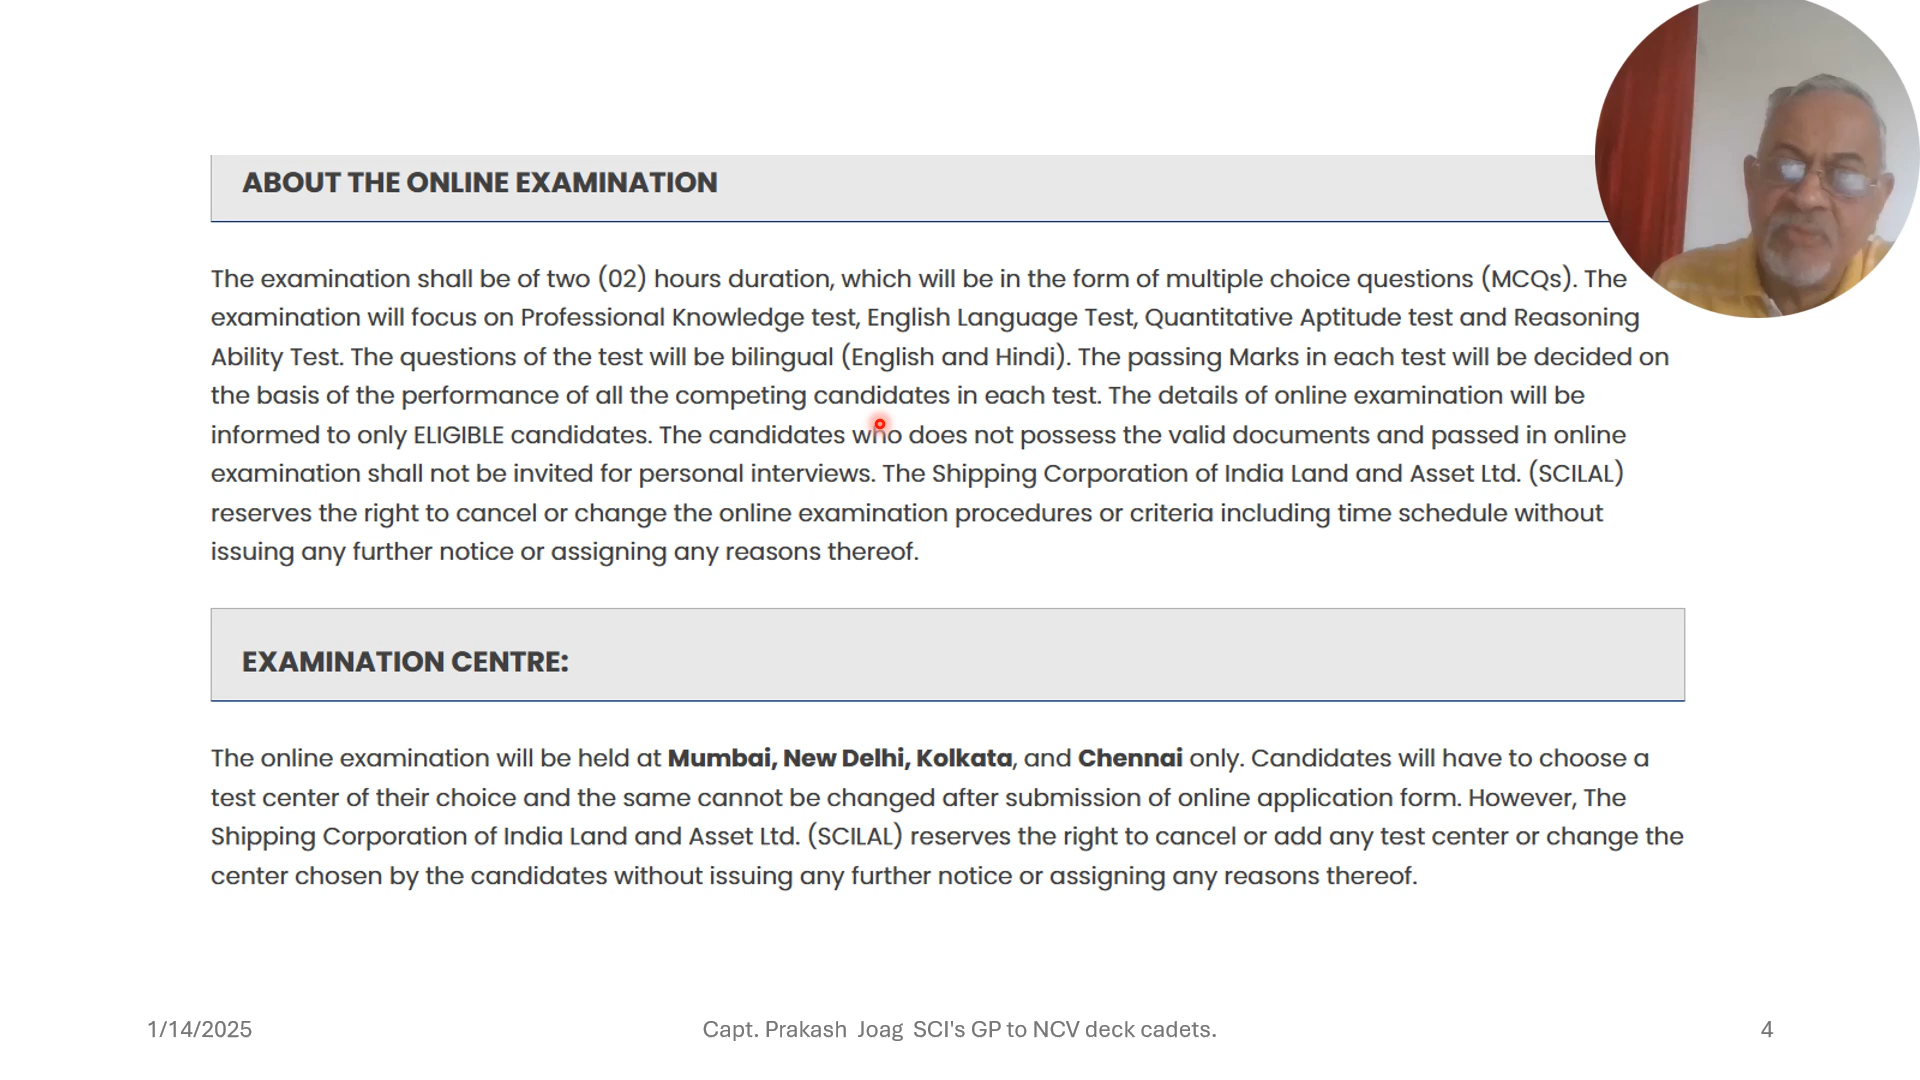 ABOUT THE ONLINE EXAMINATION
The examination shall be of two (02) hours duration, which will be in the form of multiple choice questions (MCQs). The
examination will focus on Professional Knowledge test, English Language Test, Quantitative Aptitude test and Reasoning
Ability Test. The questions of the test will be bilingual (English and Hindi). The passing Marks in each test will be decided on
the basis of the performance of all the competing candidates in each test. The details of online examination will be
informed to only ELIGIBLE candidates. The candidates who does not possess the valid documents and passed in online
examination shall not be invited for personal interviews. The Shipping Corporation of India Land and Asset Ltd. (SCILAL)
reserves the right to cancel or change the online examination procedures or criteria including time schedule without
issuing any further notice or assigning any reasons thereof.
EXAMINATION CENTRE:
The online examination will be held at Mumbai, New Delhi, Kolkata, and Chennai only. Candidates will have to choose a
test center of their choice and the same cannot be changed after submission of online application form. However, The
Shipping Corporation of India Land and Asset Ltd. (SCILAL) reserves the right to cancel or add any test center or change the
center chosen by the candidates without issuing any further notice or assigning any reasons thereof.
1/14/2025
Capt. Prakash Joag SCI's GP to NCV deck cadets.
4